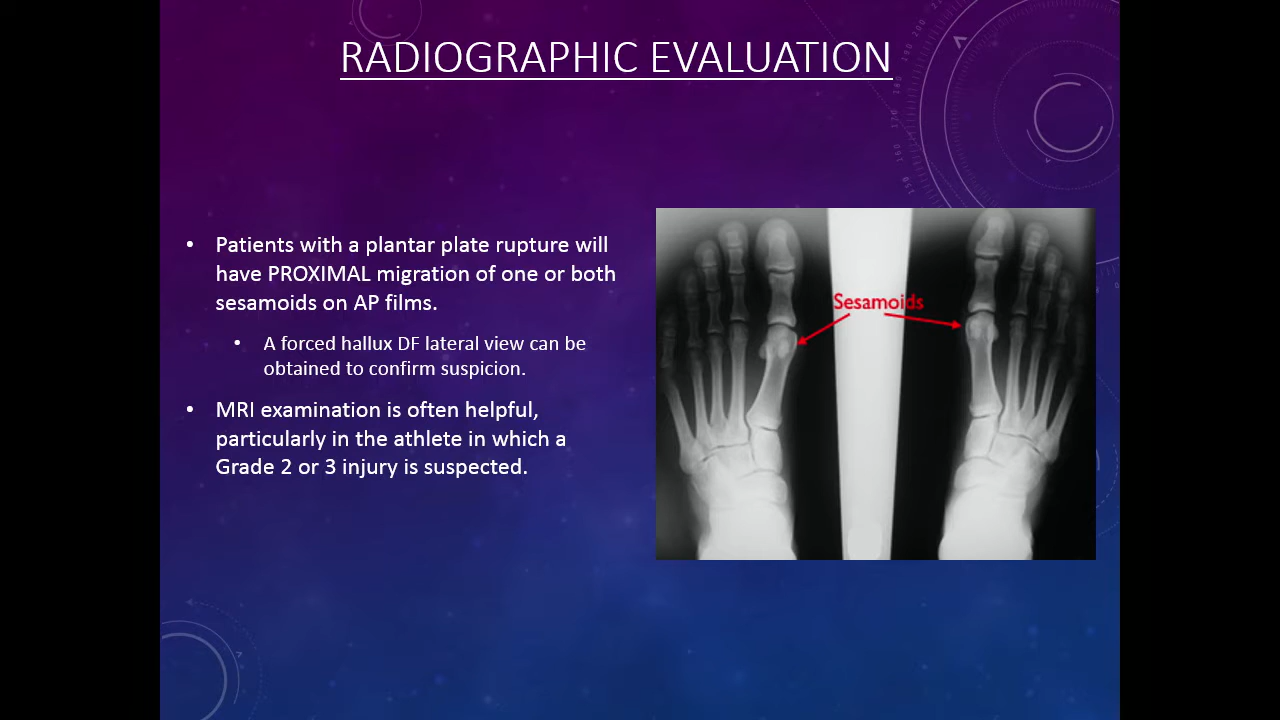 RADIOGRAPHIC EVALUATION
• Patients with a plantar plate rupture will
have PROXIMAL migration of one or both
sesamoids on AP films.
• A forced hallux DF lateral view can be
obtained to confirm suspicion.
• MRI examination is often helpful,
particularly in the athlete in which a
Grade 2 or 3 injury is suspected.
Sesamoids